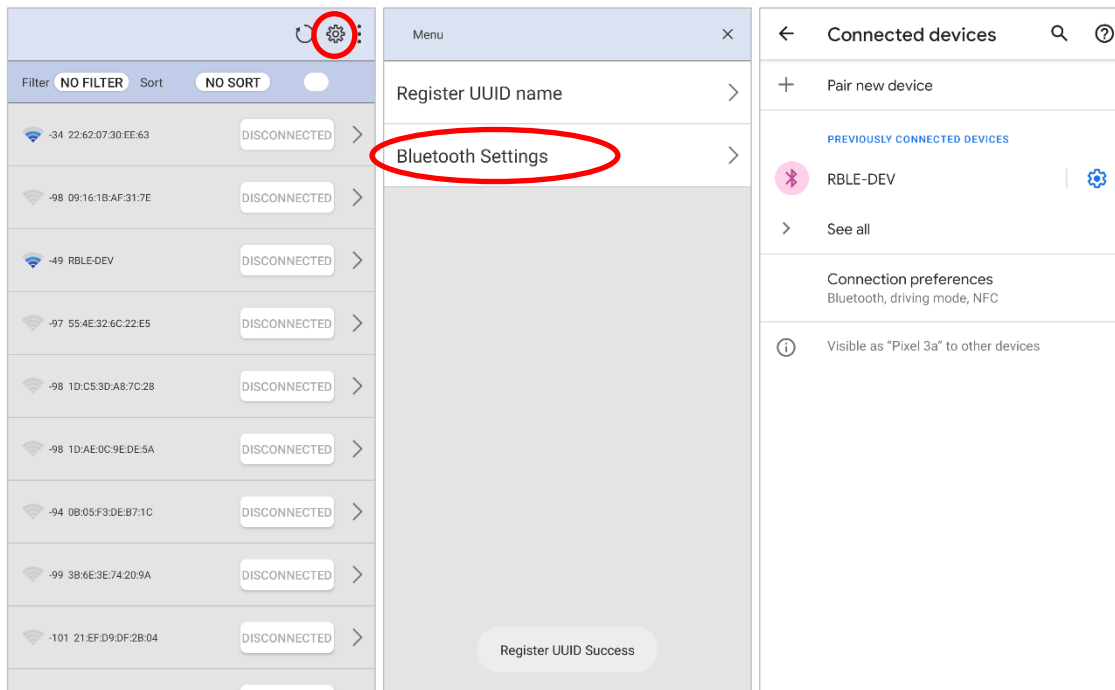 Filter NO FILTER Sort NO SORT
-34 22:62:07:30:EE:63 DISCONNECTED
-98 09:16:1B:AF:31:7E DISCONNECTED
-49 RBLE-DEV DISCONNECTED
-97 55:4E:32:6C:22:E5 DISCONNECTED
-98 1D:C5:3D:A8:7C:28 DISCONNECTED
-98 1D:AE:0C:9E:DE:5A DISCONNECTED
-94 0B:05:F3:DE:B7:1C DISCONNECTED
-99 3B:6E:3E:74:20:9A DISCONNECTED
-101 21:EF:D9:DF:2B:04 DISCONNECTED
Menu
Register UUID name
Bluetooth Settings
Register UUID Success
Connected devices
Pair new device
PREVIOUSLY CONNECTED DEVICES
RBLE-DEV
See all
Connection preferences
Bluetooth, driving mode, NFC
Visible as “Pixel 3a” to other devices